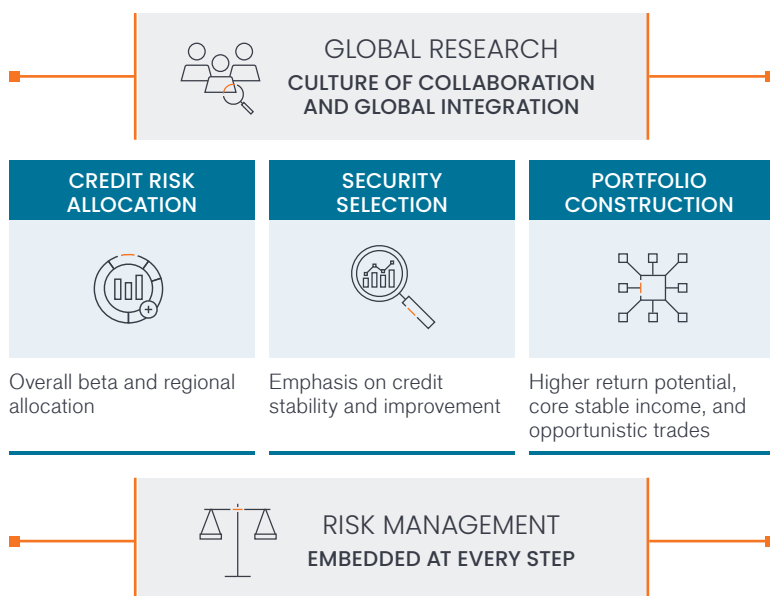 GLOBAL RESEARCH
CULTURE OF COLLABORATION
AND GLOBAL INTEGRATION
CREDIT RISK
ALLOCATION
Overall beta and regional
allocation
SECURITY
SELECTION
Emphasis on credit
stability and improvement
PORTFOLIO
CONSTRUCTION
Higher return potential,
core stable income, and
opportunistic trades
RISK MANAGEMENT
EMBEDDED AT EVERY STEP